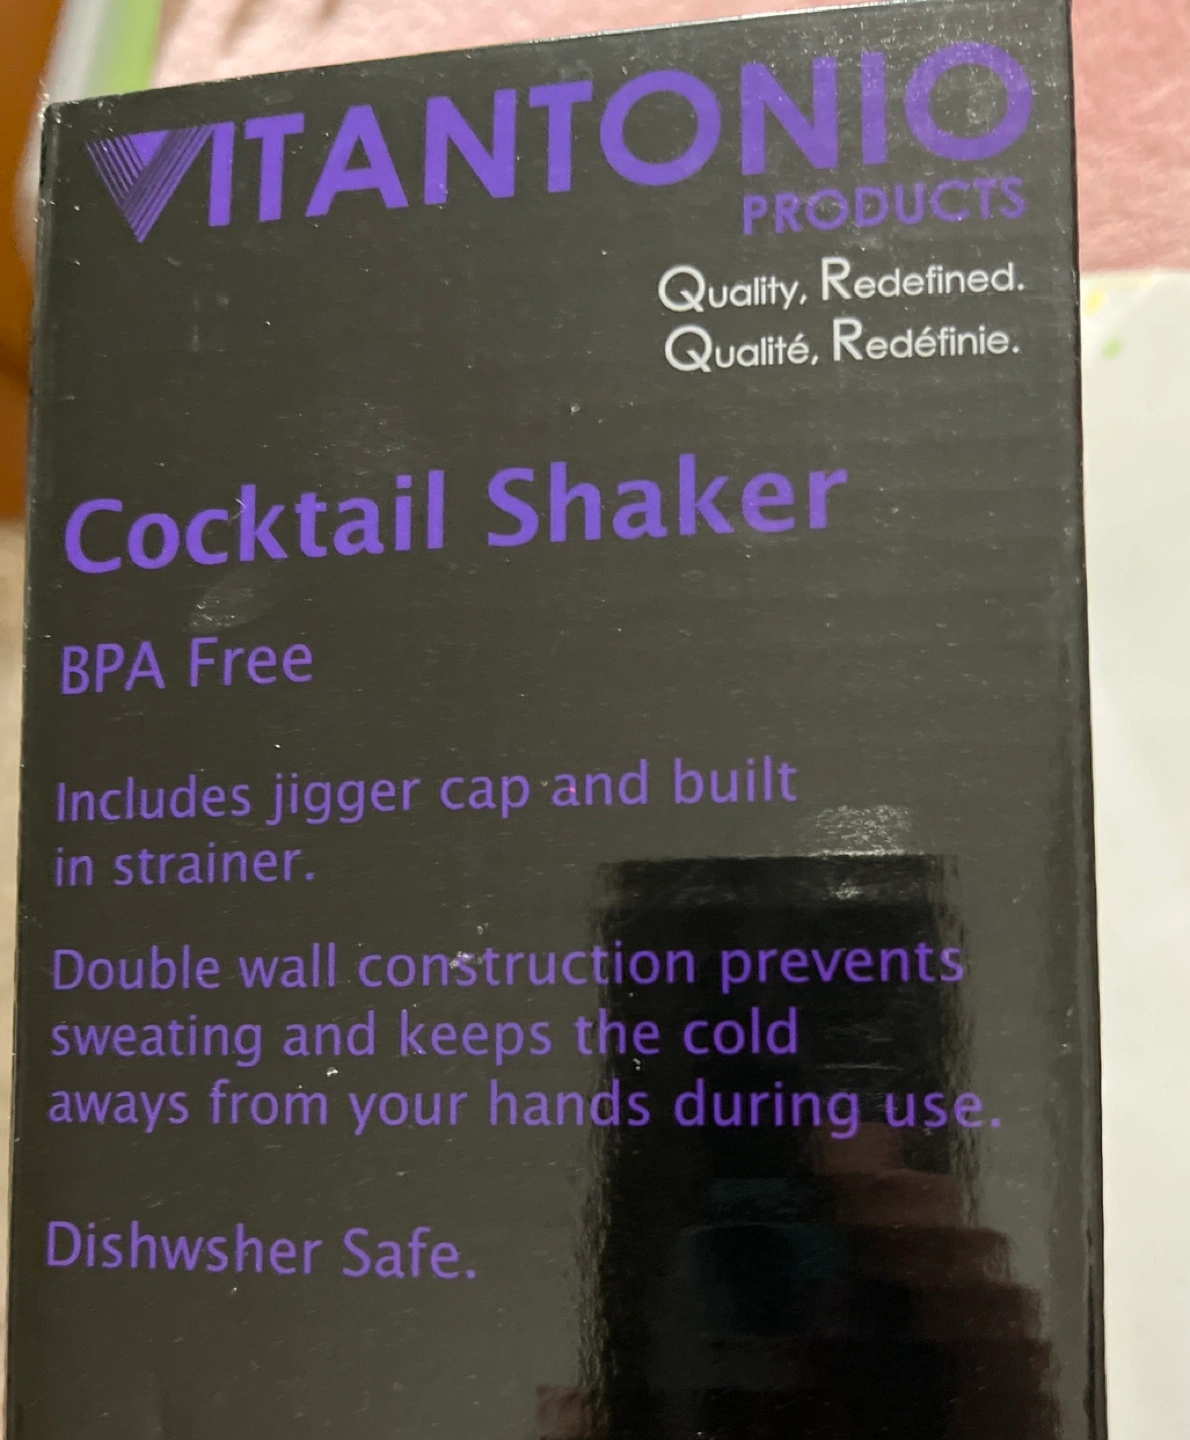 VITANTONIO
PRODUCTS
Quality, Redefined.
Qualité, Redéfinie.
Cocktail Shaker
BPA Free
Includes jigger cap and built
in strainer.
Double wall construction prevents
sweating and keeps the cold
aways from your hands during use.
Dishwsher Safe.